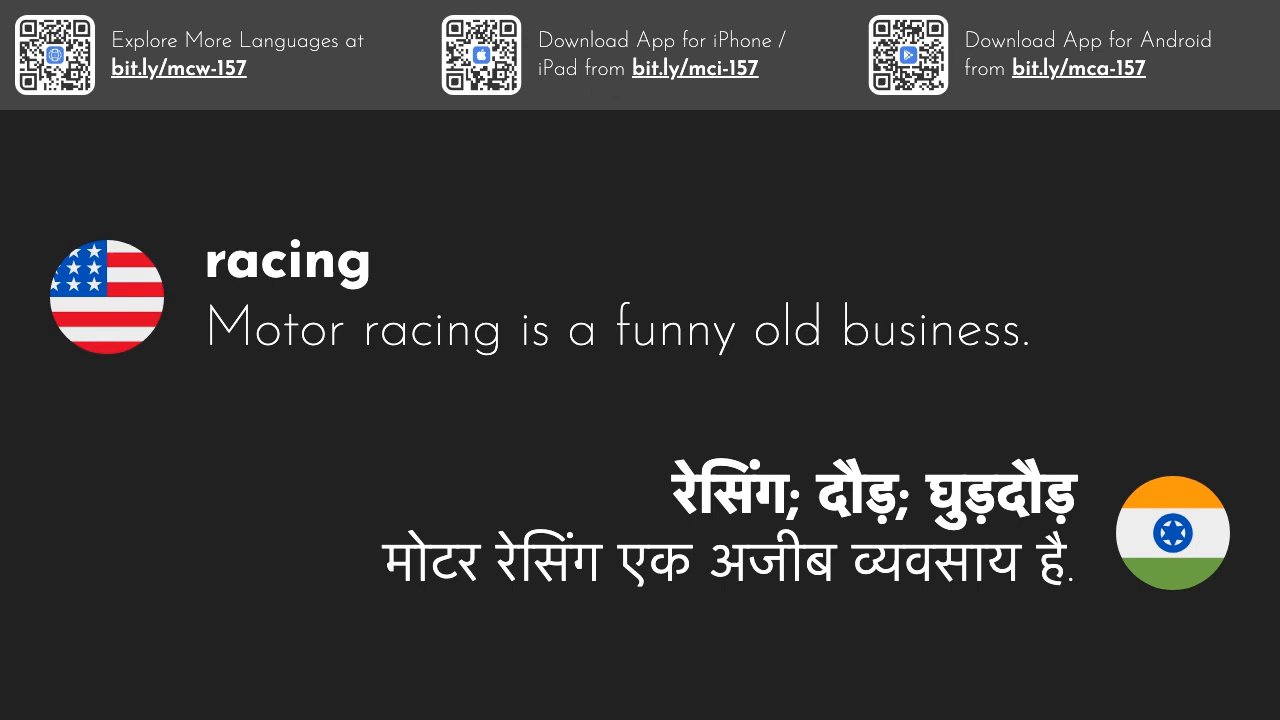 Explore More Languages at
bit.ly/mcw-157
Download App for iPhone /
iPad from bit.ly/mci-157
Download App for Android
from bit.ly/mca-157
racing
Motor racing is a funny old business.
रेसिंग; दौड़; घुड़दौड़
मोटर रेसिंग एक अजीब व्यवसाय है.